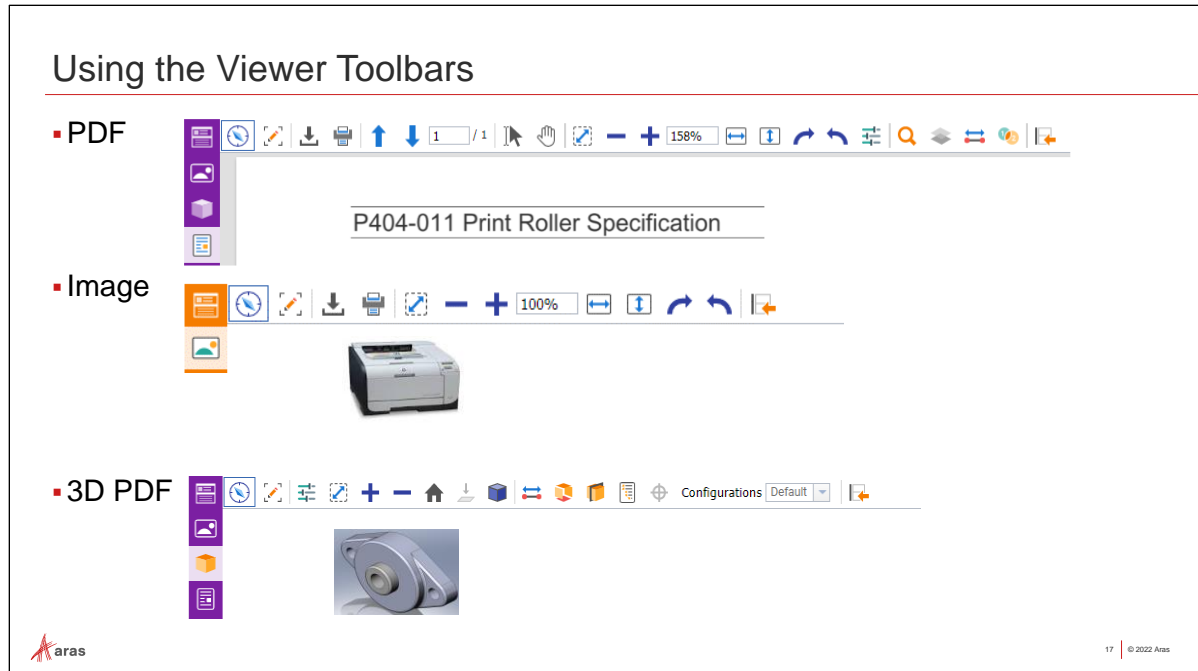 Using the Viewer Toolbars
▪ PDF
1 / 1 158%
P404-011 Print Roller Specification
▪ Image
100%
▪ 3D PDF
Configurations Default
aras
17 © 2022 Aras